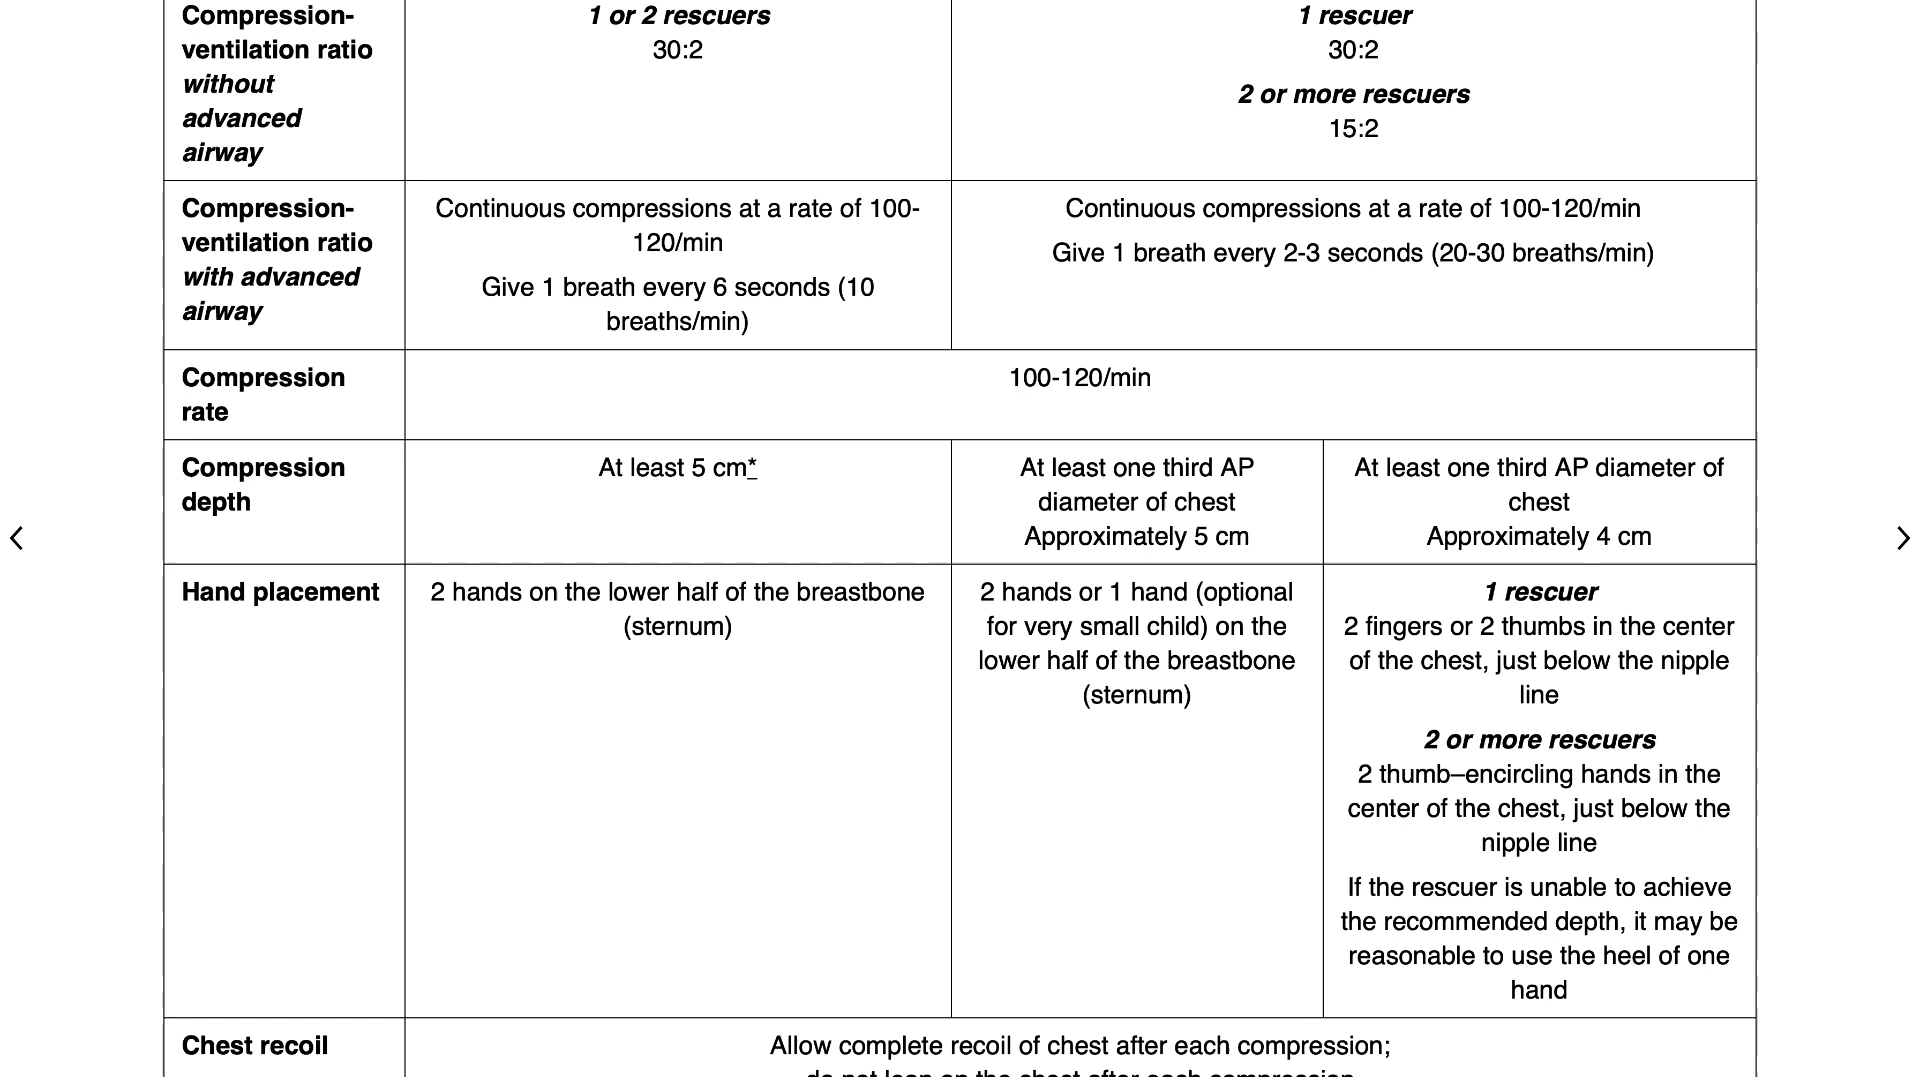 Compression-
ventilation ratio
without
advanced
airway
1 or 2 rescuers
30:2
1 rescuer
30:2
2 or more rescuers
15:2
Compression-
ventilation ratio
with advanced
airway
Continuous compressions at a rate of 100-
120/min
Give 1 breath every 6 seconds (10
breaths/min)
Continuous compressions at a rate of 100-120/min
Give 1 breath every 2-3 seconds (20-30 breaths/min)
Compression
rate
100-120/min
Compression
depth
At least 5 cm*
At least one third AP
diameter of chest
Approximately 5 cm
At least one third AP diameter of
chest
Approximately 4 cm
Hand placement
2 hands on the lower half of the breastbone
(sternum)
2 hands or 1 hand (optional
for very small child) on the
lower half of the breastbone
(sternum)
1 rescuer
2 fingers or 2 thumbs in the center
of the chest, just below the nipple
line
2 or more rescuers
2 thumb–encircling hands in the
center of the chest, just below the
nipple line
If the rescuer is unable to achieve
the recommended depth, it may be
reasonable to use the heel of one
hand
Chest recoil
Allow complete recoil of chest after each compression;
do not lean on the chest after each compression